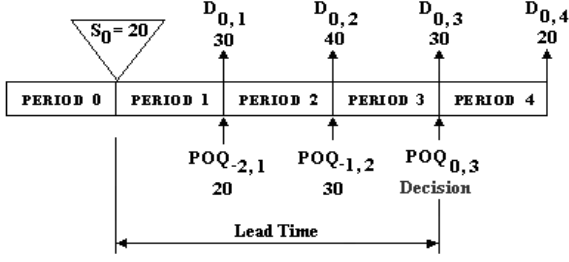 D0,1 D0,2 D0,3 D0,4
S0 = 20
30 40 30 20
PERIOD 0 PERIOD 1 PERIOD 2 PERIOD 3 PERIOD 4
POQ-2,1 POQ-1,2 POQ0,3
20 30 Decision
Lead Time